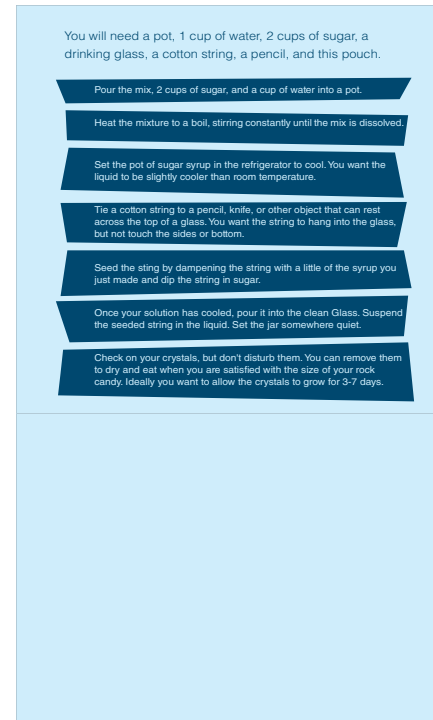 You will need a pot, 1 cup of water, 2 cups of sugar, a
drinking glass, a cotton string, a pencil, and this pouch.
Pour the mix, 2 cups of sugar, and a cup of water into a pot.
Heat the mixture to a boil, stirring constantly until the mix is dissolved.
Set the pot of sugar syrup in the refrigerator to cool. You want the
liquid to be slightly cooler than room temperature.
Tie a cotton string to a pencil, knife, or other object that can rest
across the top of a glass. You want the string to hang into the glass,
but not touch the sides or bottom.
Seed the sting by dampening the string with a little of the syrup you
just made and dip the string in sugar.
Once your solution has cooled, pour it into the clean Glass. Suspend
the seeded string in the liquid. Set the jar somewhere quiet.
Check on your crystals, but don't disturb them. You can remove them
to dry and eat when you are satisfied with the size of your rock
candy. Ideally you want to allow the crystals to grow for 3-7 days.